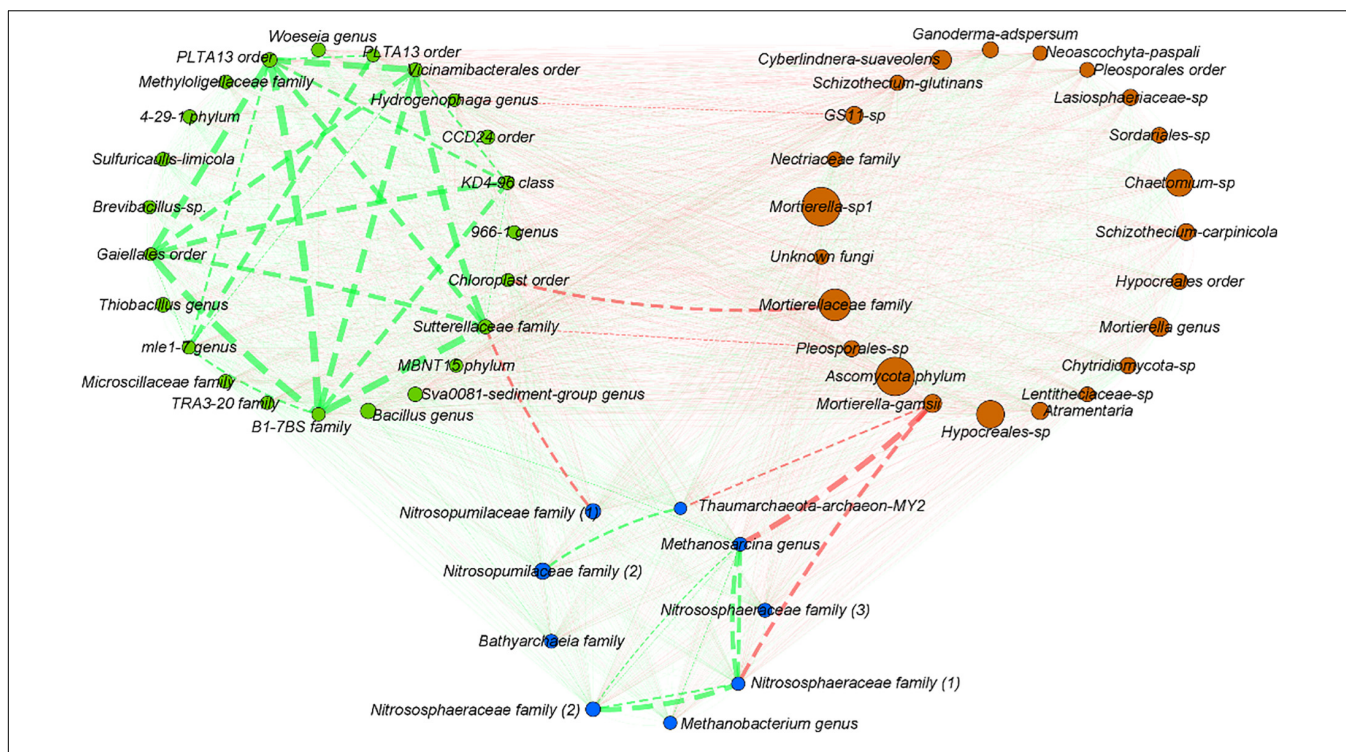 Woeseia genus
PLTA13 order
PLTA13 order
Vicinamibacterales order
Methyloligellaceae family
Hydrogenophaga genus
4-29-1 phylum
CCD24 order
Sulfuricaulis-limicola
KD4-96 class
Brevibacillus-sp.
966-1 genus
Gaiellales order
Chloroplast order
Thiobacillus genus
Sutterellaceae family
mle1-7 genus
MBNT15 phylum
Microscillaceae family
Sva0081-sediment-group genus
TRA3-20 family
Bacillus genus
B1-7BS family
Ganoderma-adspersum
Cyberlindnera-suaveolens
Neoascochyta-paspali
Pleosporales order
Schizothecium-glutinans
Lasiosphaeriaceae-sp
GS11-sp
Sordariales-sp
Nectriaceae family
Chaetomium-sp
Mortierella-sp1
Schizothecium-carpinicola
Unknown fungi
Hypocreales order
Mortierellaceae family
Mortierella genus
Pleosporales-sp
Chytridiomycota-sp
Ascomycota phylum
Lentitheciaceae-sp
Mortierella-gamsii
Atramentaria
Hypocreales-sp
Nitrosopumilaceae family (1)
Thaumarchaeota-archaeon-MY2
Methanosarcina genus
Nitrosopumilaceae family (2)
Nitrososphaeraceae family (3)
Bathyarchaeia family
Nitrososphaeraceae family (1)
Nitrososphaeraceae family (2)
Methanobacterium genus